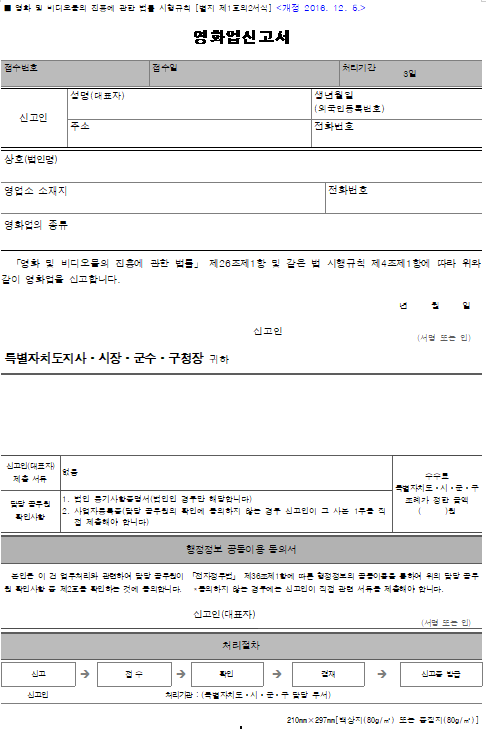 ■ 영화 및 비디오물의 진흥에 관한 법률 시행규칙 [별지 제1호의2서식] <개정 2016. 12. 6.>
영화업신고서
접수번호 접수일 처리기간 3일
신고인 성명(대표자) 생년월일
(외국인등록번호)
주소 전화번호
상호(법인명)
영업소 소재지 전화번호
영화업의 종류
「영화 및 비디오물의 진흥에 관한 법률」 제26조제1항 및 같은 법 시행규칙 제4조제1항에 따라 위와
같이 영화업을 신고합니다.
년 월 일
신고인
(서명 또는 인)
특별자치도지사ㆍ시장ㆍ군수ㆍ구청장 귀하
신고인(대표자)
제출 서류
없음
담당 공무원
확인사항
1. 법인 등기사항증명서(법인인 경우만 해당합니다)
2. 사업자등록증(담당 공무원의 확인에 동의하지 않는 경우 신고인이 그 사본 1부를 직
접 제출해야 합니다)
수수료
특별자치도ㆍ시ㆍ군ㆍ구
조례가 정한 금액
( )원
행정정보 공동이용 동의서
본인은 이 건 업무처리와 관련하여 담당 공무원이 「전자정부법」 제36조제1항에 따른 행정정보의 공동이용을 통하여 위의 담당 공무
원 확인사항 중 제2호를 확인하는 것에 동의합니다. *동의하지 않는 경우에는 신고인이 직접 관련 서류를 제출해야 합니다.
신고인(대표자)
(서명 또는 인)
처리절차
신고 ➔ 접 수 ➔ 확인 ➔ 결재 ➔ 신고증 발급
신고인 처리기관 : (특별자치도ㆍ시ㆍ군ㆍ구 담당 부서)
210㎜×297㎜[백상지(80g/㎡) 또는 중질지(80g/㎡)]